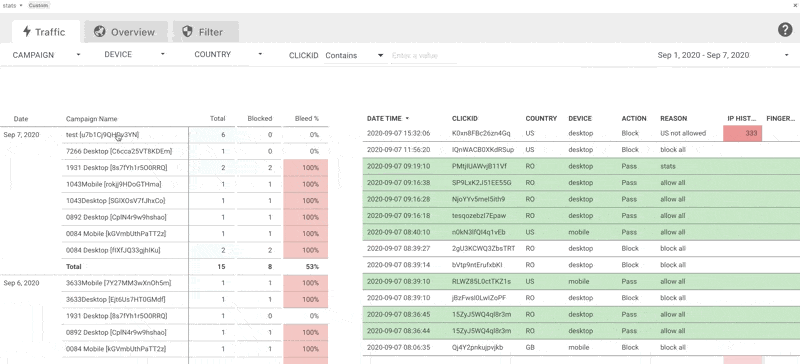 stats Custom
Traffic Overview Filter
CAMPAIGN DEVICE COUNTRY CLICKID Contains Enter a value Sep 1, 2020 - Sep 7, 2020
Date Campaign Name Total Blocked Bleed %
Sep 7, 2020 test 6 0 0%
7266 Desktop [C6cca25VT8KDEm] 1 0 0%
1931 Desktop [8s7fYh1r5O0RRQ] 2 2 100%
1043Mobile [rokjj9HDoGTHma] 1 1 100%
1043Desktop [SGIXOsV7fJhxCo] 1 1 100%
0892 Desktop [CplN4r9w9hshao] 1 1 100%
0084 Mobile [kGVmbUthPaTT2z] 1 1 100%
0084 Desktop [fIXfJQ33gjhIKu] 2 2 100%
Total 15 8 53%
Sep 6, 2020 3633Mobile [7Y27MM3wXnOh5m] 1 1 100%
3633Desktop [Ejt6Us7HT0GMdf] 1 1 100%
1931 Desktop [8s7fYh1r5O0RRQ] 1 0 0%
0892 Desktop [CplN4r9w9hshao] 1 1 100%
0084 Mobile [kGVmbUthPaTT2z] 1 1 100%
DATE TIME CLICKID COUNTRY DEVICE ACTION REASON IP HIST... FINGER...
2020-09-07 15:32:06 K0xn8FBc26zn4Gq US desktop Block US not allowed 333
2020-09-07 11:56:20 IQnWACB0XKdRSup US desktop Block block all
2020-09-07 09:19:10 PMtjIUAWvjB11Vf RO desktop Pass stats
2020-09-07 09:16:38 SP9LxK2J51EE55G RO desktop Pass allow all
2020-09-07 09:16:28 NjoYYv5meI5ith9 RO desktop Pass allow all
2020-09-07 09:16:18 tesqozebzl7Epaw RO desktop Pass allow all
2020-09-07 08:40:10 n0kN3lfQI4q1vEb US mobile Pass allow all
2020-09-07 08:39:27 2gU3KCWQ3ZbsTRT RO desktop Block block all
2020-09-07 08:39:14 bVtp9ntErufxbKI RO desktop Block block all
2020-09-07 08:39:10 RLWZ85L0ctTKZ1s US mobile Pass allow all
2020-09-07 08:39:10 jBzFwsI0LwIZoPF RO desktop Block block all
2020-09-07 08:36:45 15ZyJ5WQ4ql8r3m RO desktop Pass allow all
2020-09-07 08:36:44 15ZyJ5WQ4ql8r3m RO desktop Pass allow all
2020-09-07 08:06:35 Qj4Y2pnkujpvjkb GB mobile Block block all